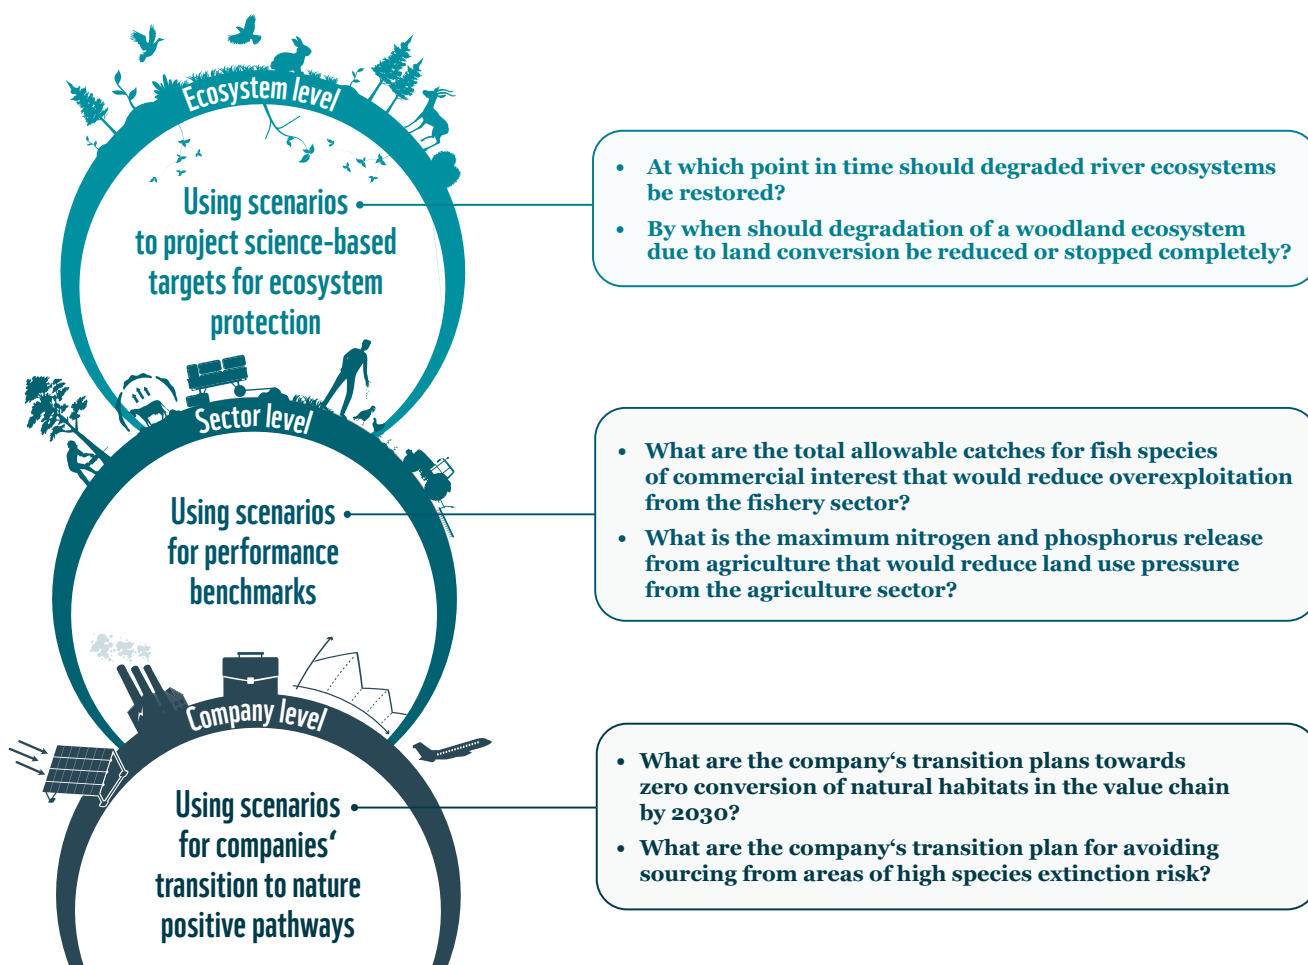 Ecosystem level
Using scenarios
to project science-based
targets for ecosystem
protection
• At which point in time should degraded river ecosystems
be restored?
• By when should degradation of a woodland ecosystem
due to land conversion be reduced or stopped completely?
Sector level
Using scenarios
for performance
benchmarks
• What are the total allowable catches for fish species
of commercial interest that would reduce overexploitation
from the fishery sector?
• What is the maximum nitrogen and phosphorus release
from agriculture that would reduce land use pressure
from the agriculture sector?
Company level
Using scenarios
for companies‘
transition to nature
positive pathways
• What are the company‘s transition plans towards
zero conversion of natural habitats in the value chain
by 2030?
• What are the company‘s transition plan for avoiding
sourcing from areas of high species extinction risk?